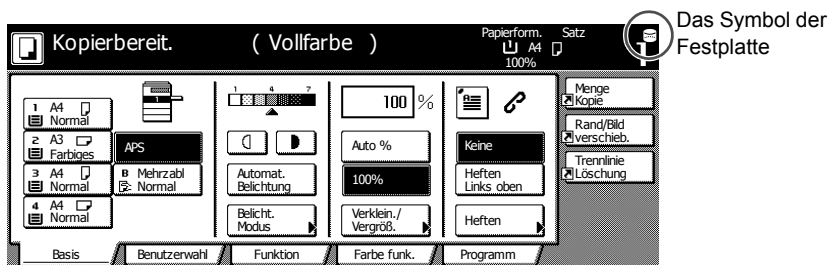 Kopierbereit. ( Vollfarbe )
Papierform. Satz
A4
100%
1
Das Symbol der
Festplatte
1 A4
Normal
2 A3
Farbiges
3 A4
Normal
4 A4
Normal
1
APS
B Mehrzabl
Normal
1 4 7
Automat.
Belichtung
Belicht.
Modus
100 %
Auto %
100%
Verklein./
Vergröß.
Keine
Heften
Links oben
Heften
Menge
Kopie
Rand/Bild
verschieb.
Trennlinie
Löschung
Basis Benutzerwahl Funktion Farbe funk. Programm